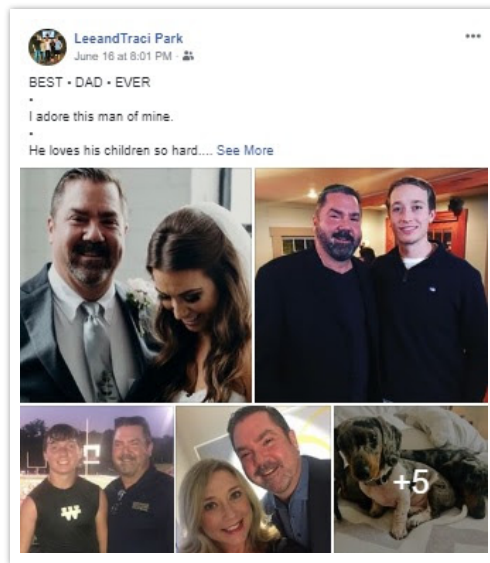 LeeandTraci Park
June 16 at 8:01 PM ·
BEST • DAD • EVER
•
I adore this man of mine.
•
He loves his children so hard.... See More
W
+5